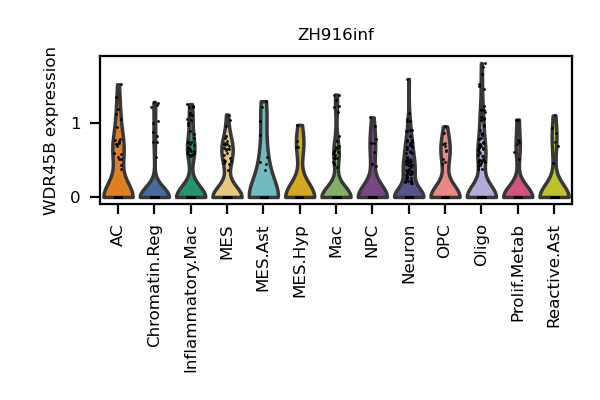 ZH916inf
WDR45B expression
1
0
AC
Chromatin.Reg
Inflammatory.Mac
MES
MES.Ast
MES.Hyp
Mac
NPC
Neuron
OPC
Oligo
Prolif.Metab
Reactive.Ast